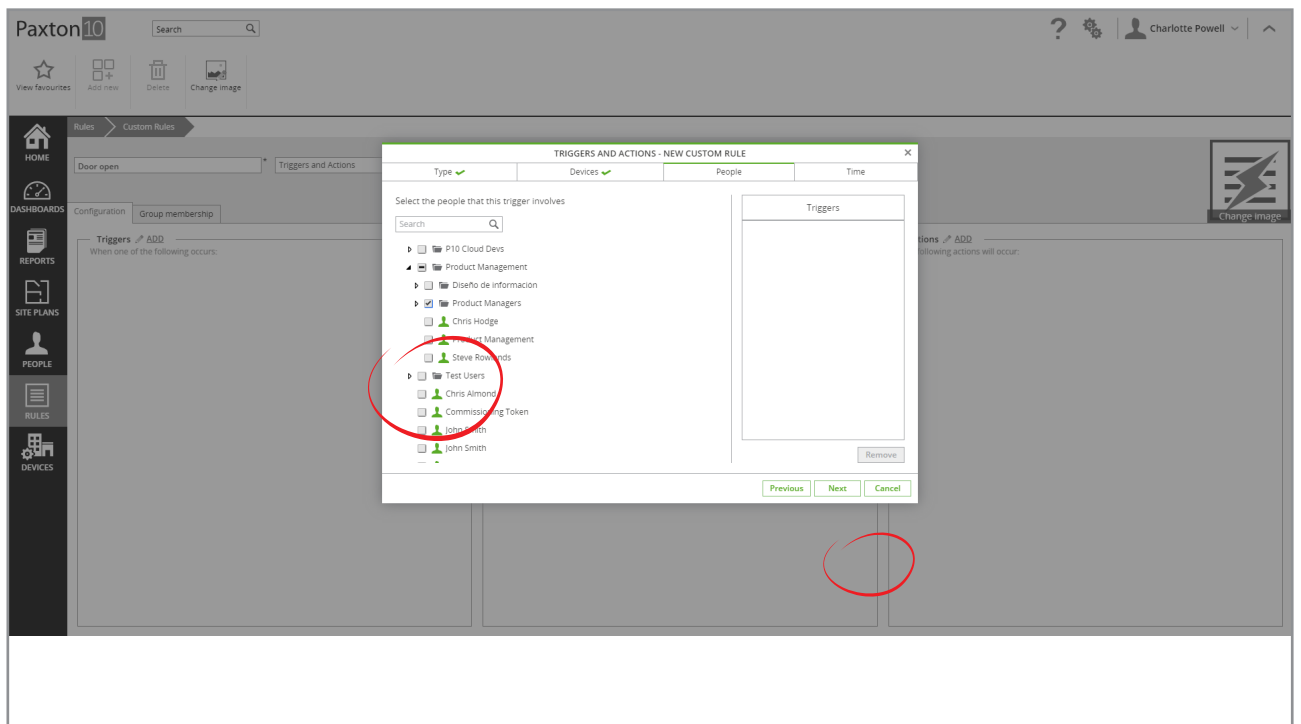 Paxton10
Search
Charlotte Powell
View favourites
Add new
Delete
Change image
Rules
Custom Rules
HOME
DASHBOARDS
REPORTS
SITE PLANS
PEOPLE
RULES
DEVICES
Door open
*
Triggers and Actions
Change image
Configuration
Group membership
Triggers ADD
When one of the following occurs:
ADD
following actions will occur:
TRIGGERS AND ACTIONS - NEW CUSTOM RULE
Type
Devices
People
Time
Select the people that this trigger involves
Search
P10 Cloud Devs
Product Management
Diseño de informacion
Product Managers
Chris Hodge
Product Management
Steve Rowlands
Test Users
Chris Almond
Commissioning Token
John Smith
John Smith
Triggers
Remove
Previous
Next
Cancel